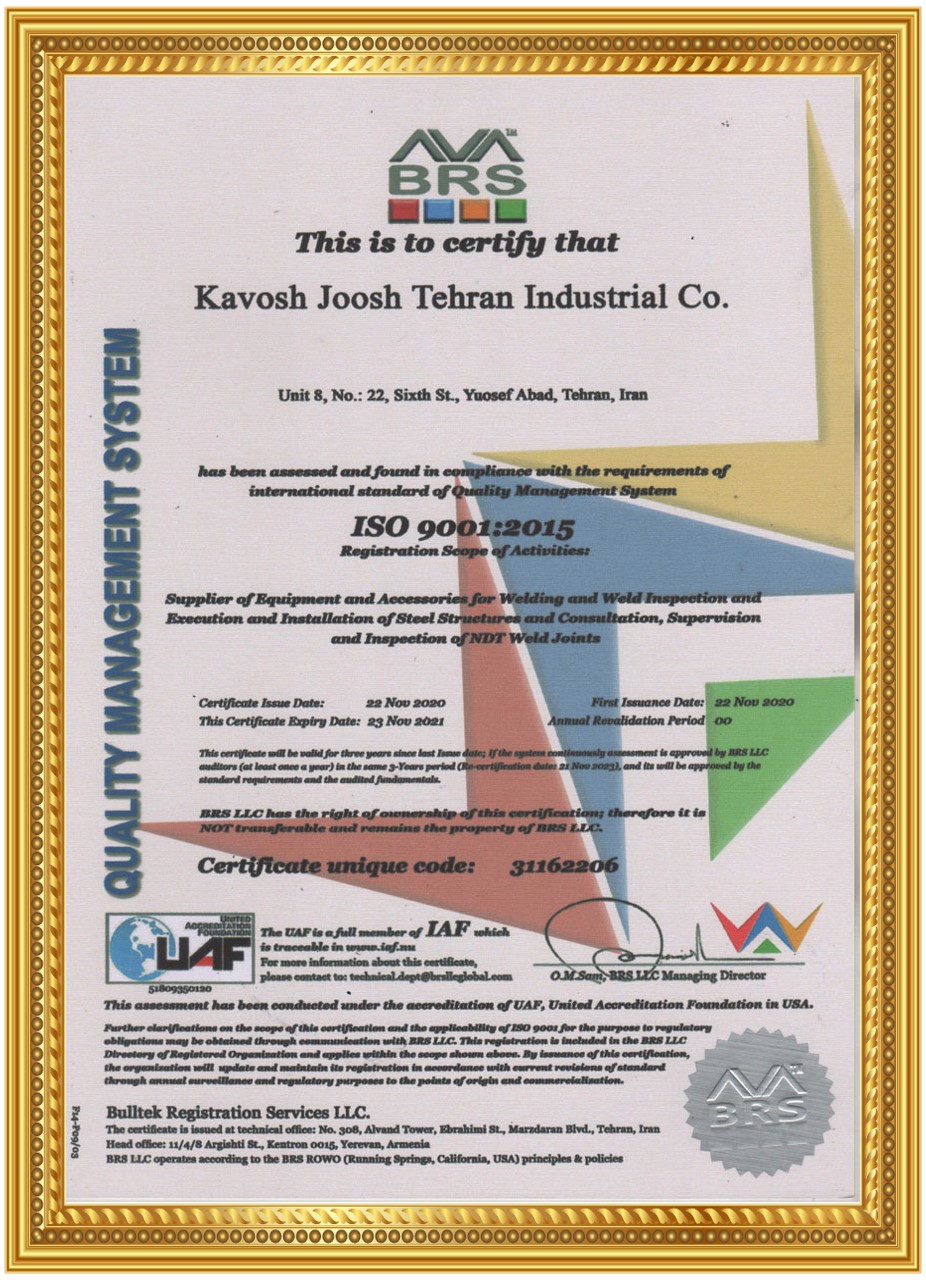 AVA™
BRS
This is to certify that
Kavosh Joosh Tehran Industrial Co.
Unit 8, No.: 22, Sixth St., Yuosef Abad, Tehran, Iran
has been assessed and found in compliance with the requirements of
international standard of Quality Management System
ISO 9001:2015
Registration Scope of Activities:
Supplier of Equipment and Accessories for Welding and Weld Inspection and
Execution and Installation of Steel Structures and Consultation, Supervision
and Inspection of NDT Weld Joints
Certificate Issue Date: 22 Nov 2020 First Issuance Date: 22 Nov 2020
This Certificate Expiry Date: 23 Nov 2021 Annual Revalidation Period 00
This certificate will be valid for three years since last Issue date; If the system continuously assessment is approved by BRS LLC
auditors (at least once a year) in the same 3-Years period (Re-certification date: 21 Nov 2023), and its will be approved by the
standard requirements and the audited fundamentals.
BRS LLC has the right of ownership of this certification; therefore it is
NOT transferable and remains the property of BRS LLC.
Certificate unique code: 31162206
QUALITY MANAGEMENT SYSTEM
UNITED
ACCREDITATION
FOUNDATION
UAF
51809350120
The UAF is a full member of IAF which
is traceable in www.iaf.nu
For more information about this certificate,
please contact to: technical.dept@brsllcglobal.com
O.M.Sam, BRS LLC Managing Director
This assessment has been conducted under the accreditation of UAF, United Accreditation Foundation in USA.
Further clarifications on the scope of this certification and the applicability of ISO 9001 for the purpose to regulatory
obligations may be obtained through communication with BRS LLC. This registration is included in the BRS LLC
Directory of Registered Organization and applies within the scope shown above. By issuance of this certification,
the organization will update and maintain its registration in accordance with current revisions of standard
through annual surveillance and regulatory purposes to the points of origin and commercialization.
Bulltek Registration Services LLC.
The certificate is issued at technical office: No. 308, Alvand Tower, Ebrahimi St., Marzdaran Blvd., Tehran, Iran
Head office: 11/4/8 Argishti St., Kentron 0015, Yerevan, Armenia
BRS LLC operates according to the BRS ROWO (Running Springs, California, USA) principles & policies
F14-F09/03
AVA
BRS